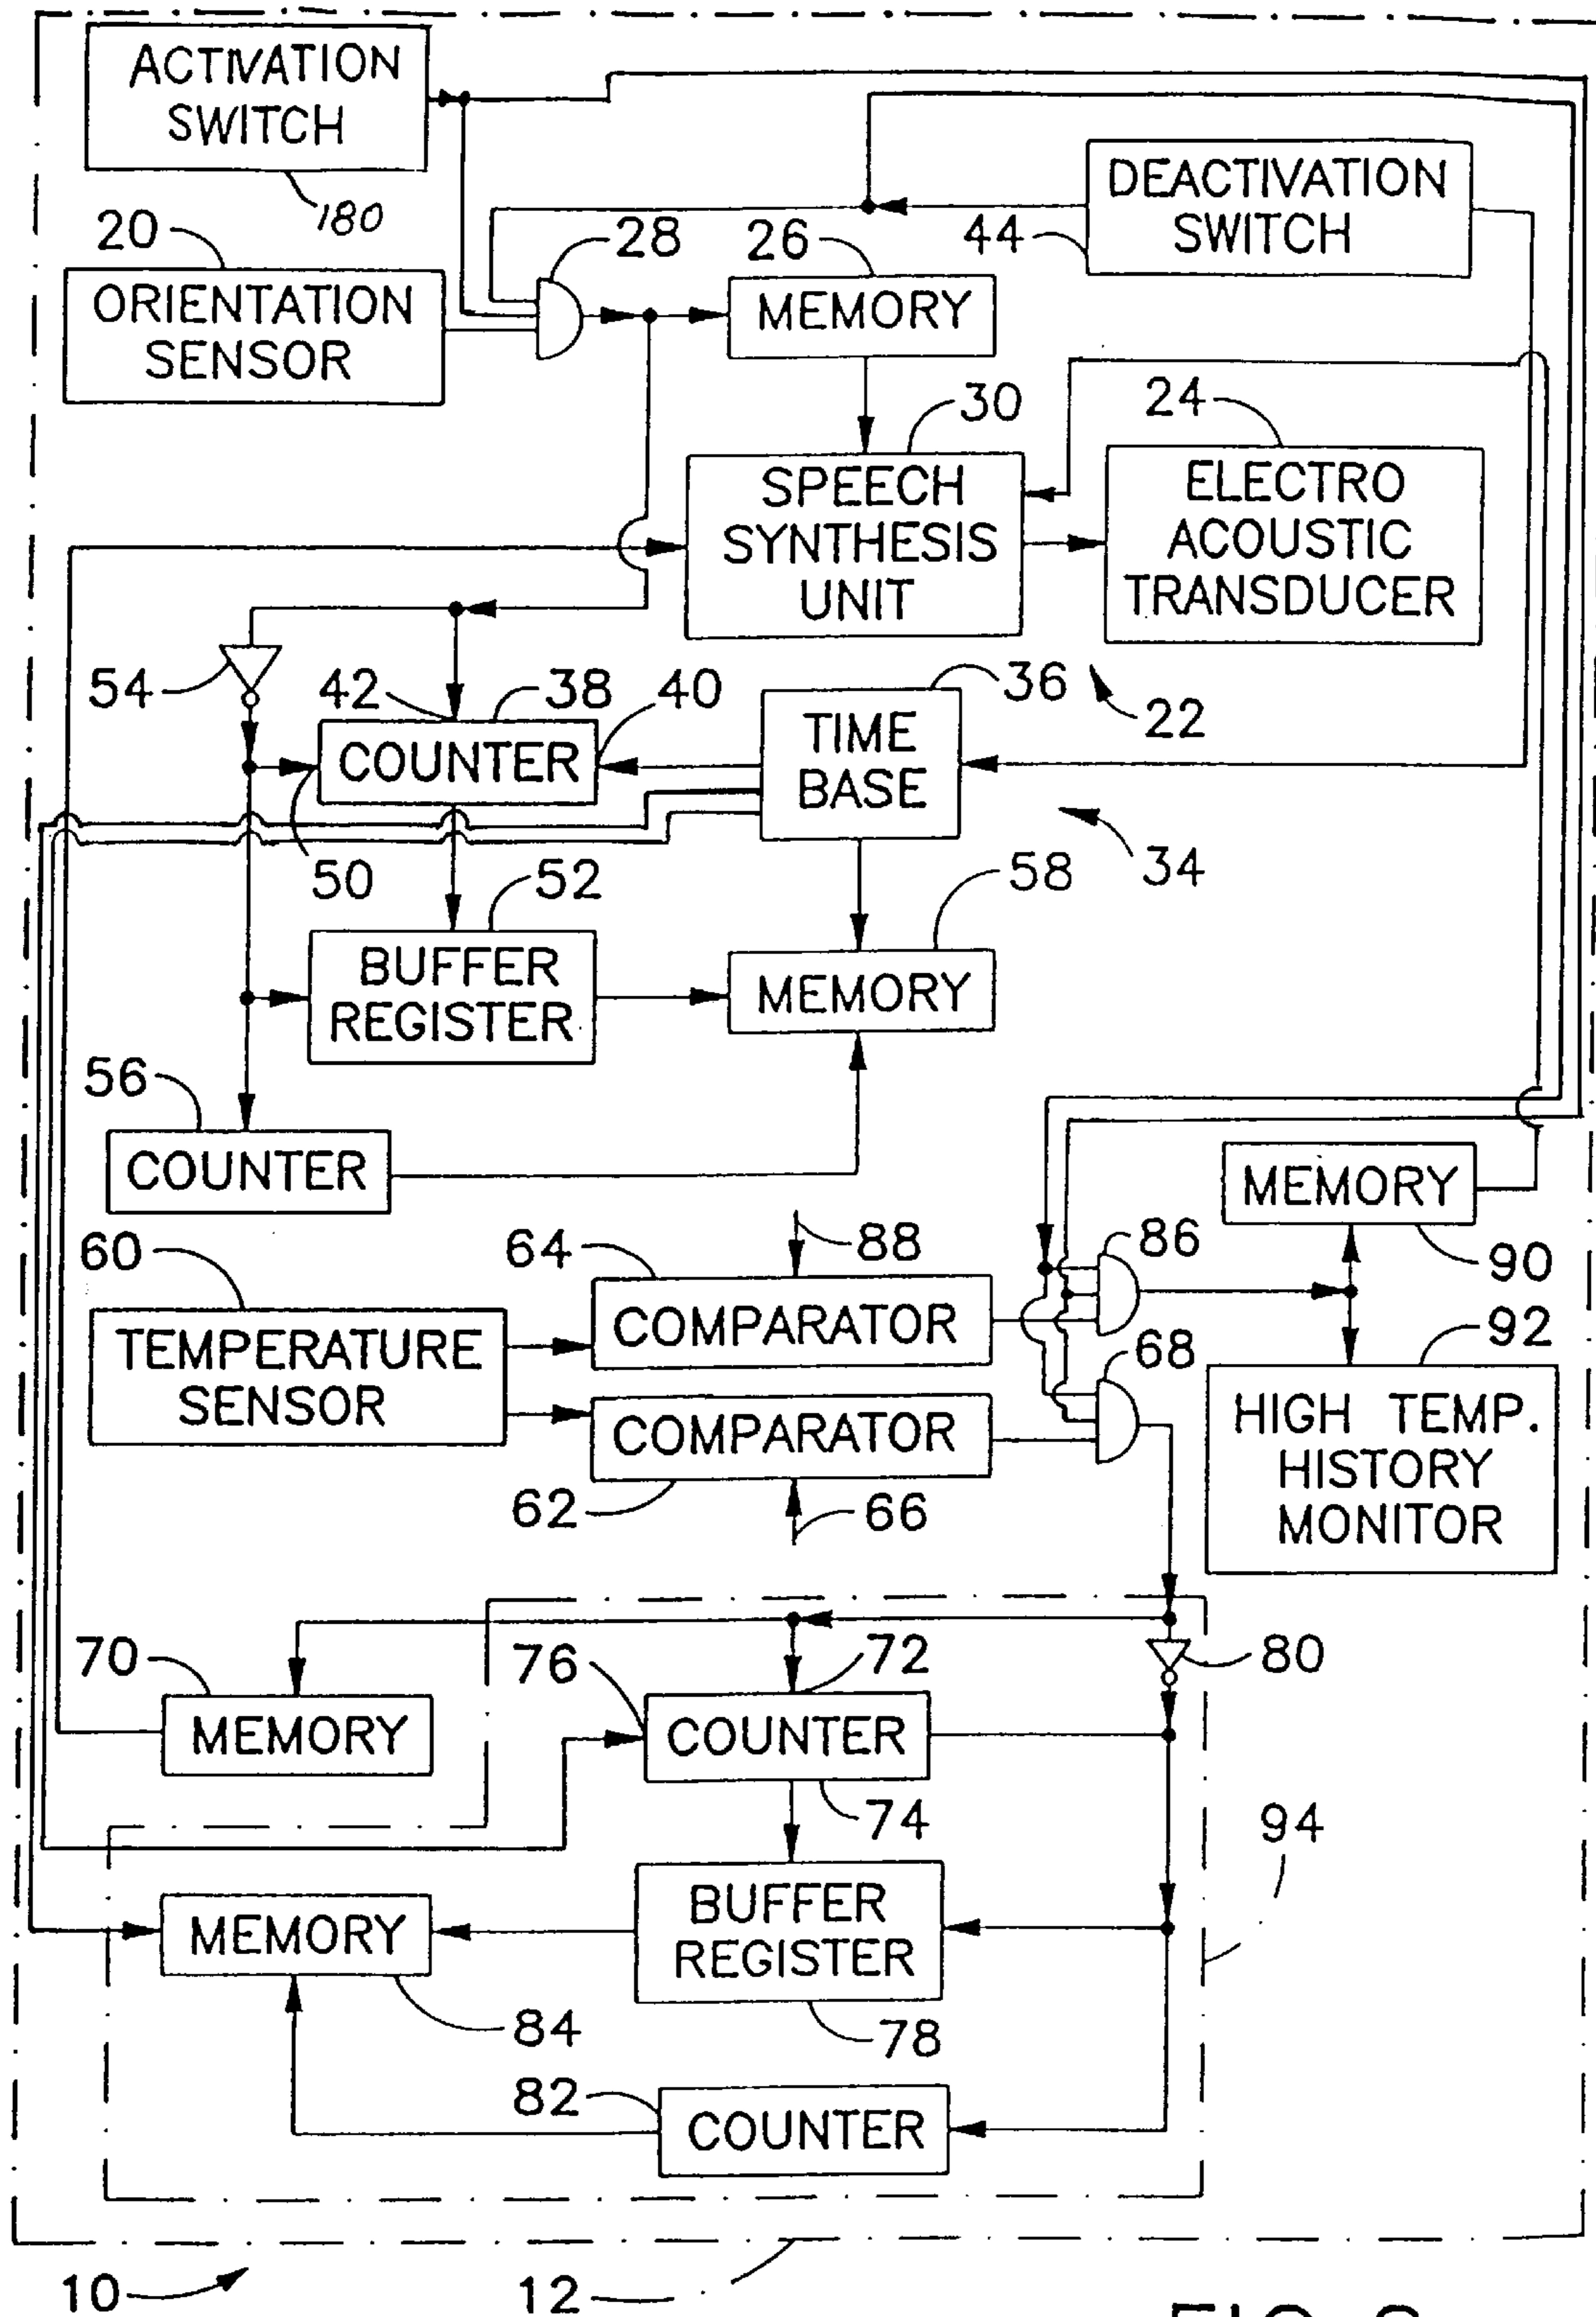 ACTIVATION
SWITCH
180
DEACTIVATION
SWITCH
44
20
28
26
ORIENTATION
SENSOR
MEMORY
30
24
SPEECH
SYNTHESIS
UNIT
ELECTRO
ACOUSTIC
TRANSDUCER
54
42
38
40
36
22
COUNTER
TIME
BASE
50
52
58
34
BUFFER
REGISTER
MEMORY
56
COUNTER
MEMORY
60
64
88
86
90
TEMPERATURE
SENSOR
COMPARATOR
92
68
COMPARATOR
HIGH TEMP.
HISTORY
MONITOR
62
66
70
76
72
80
MEMORY
COUNTER
74
94
MEMORY
BUFFER
REGISTER
84
78
82
COUNTER
10
12